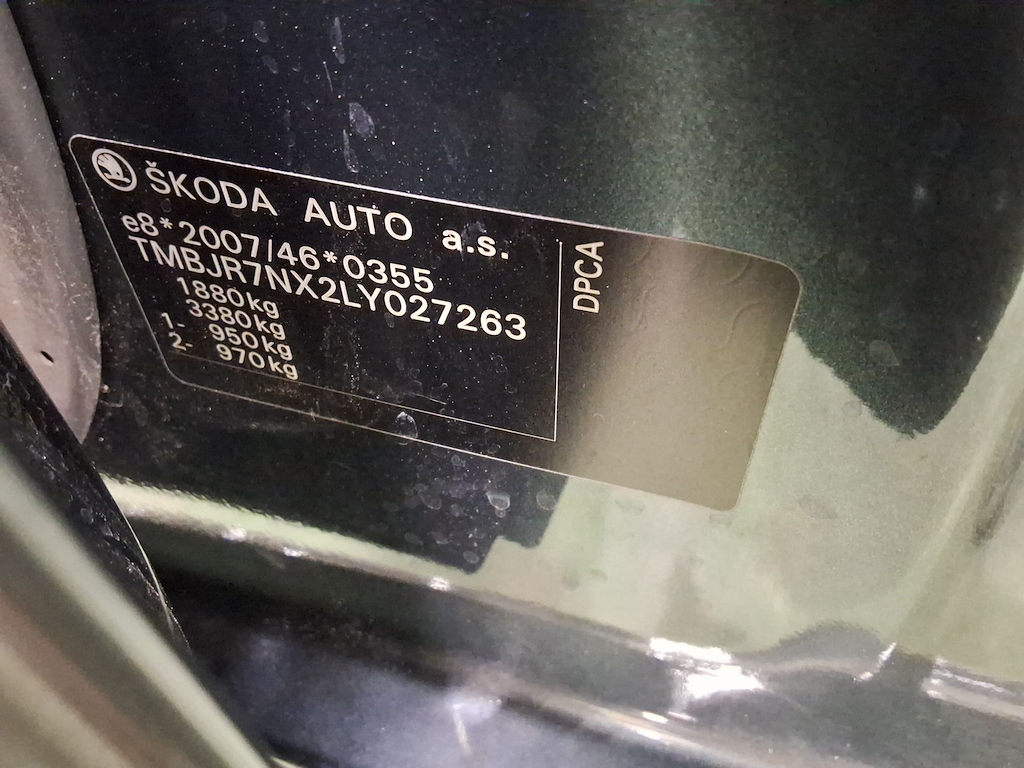 ŠKODA AUTO a.s.
e8*2007/46*0355
TMBJR7NX2LY027263
1880kg
3380kg
1- 950kg
2- 970kg
DPCA